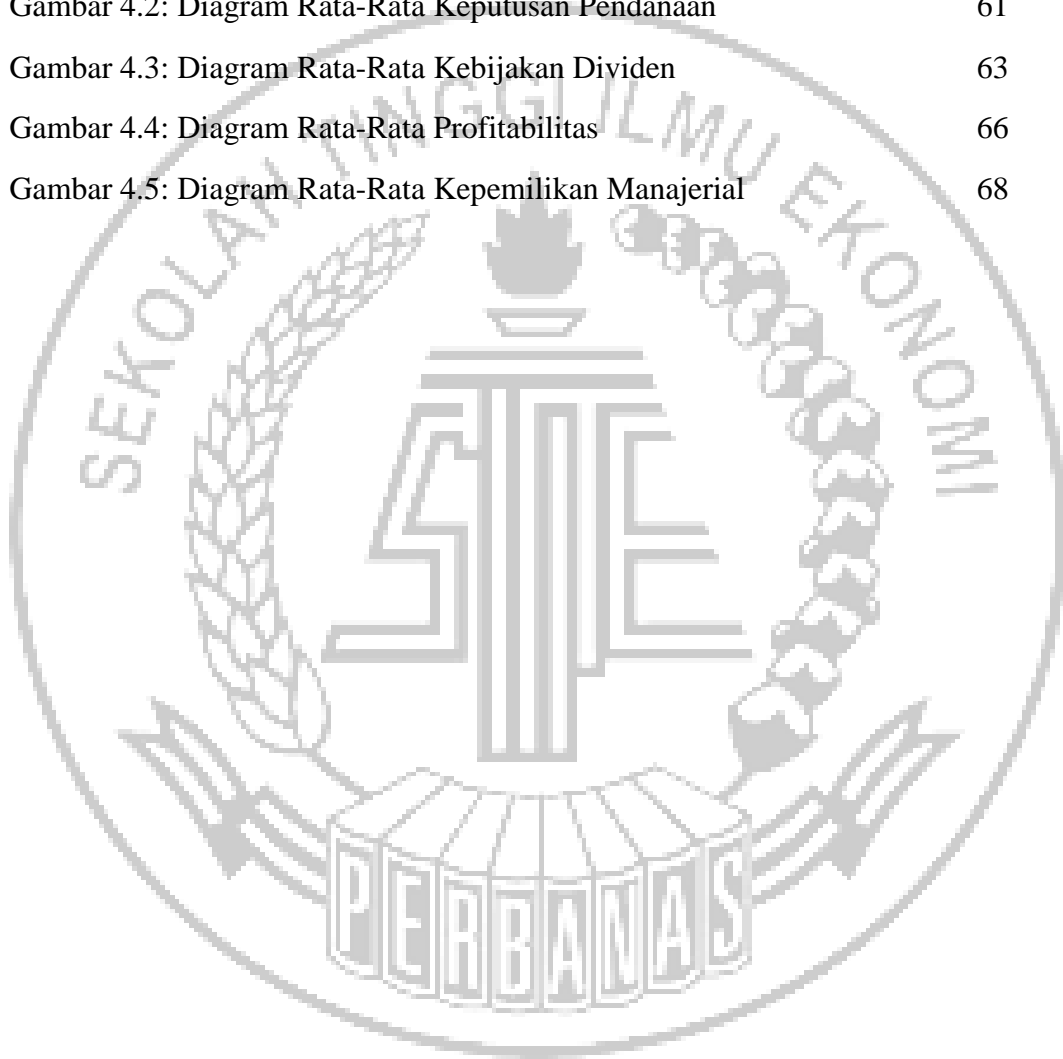 Gambar 4.2: Diagram Rata-Rata Keputusan Pendanaan 61
Gambar 4.3: Diagram Rata-Rata Kebijakan Dividen 63
Gambar 4.4: Diagram Rata-Rata Profitabilitas 66
Gambar 4.5: Diagram Rata-Rata Kepemilikan Manajerial 68
SEKOLAH TINGGI ILMU EKONOMI
STIE
PERBANAS